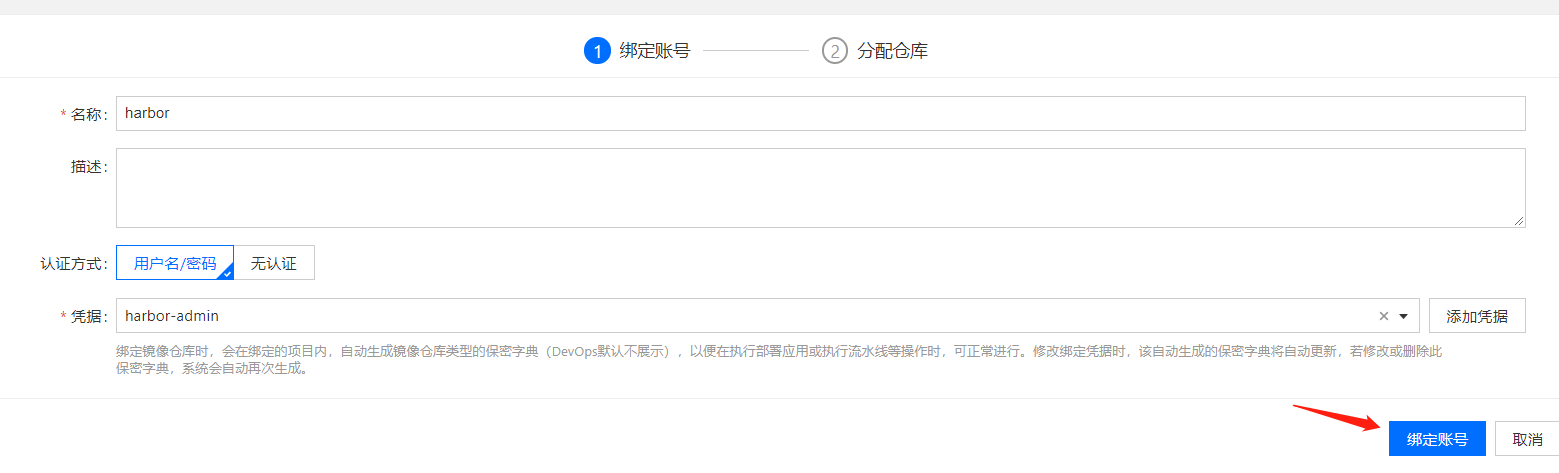 1 绑定账号 2 分配仓库
* 名称： harbor
描述：
认证方式： 用户名/密码 无认证
* 凭据： harbor-admin × 添加凭据
绑定镜像仓库时，会在绑定的项目内，自动生成镜像仓库类型的保密字典（DevOps默认不展示），以便在执行部署应用或执行流水线等操作时，可正常进行。修改绑定凭据时，该自动生成的保密字典将自动更新，若修改或删除此
保密字典，系统会自动再次生成。
绑定账号 取消